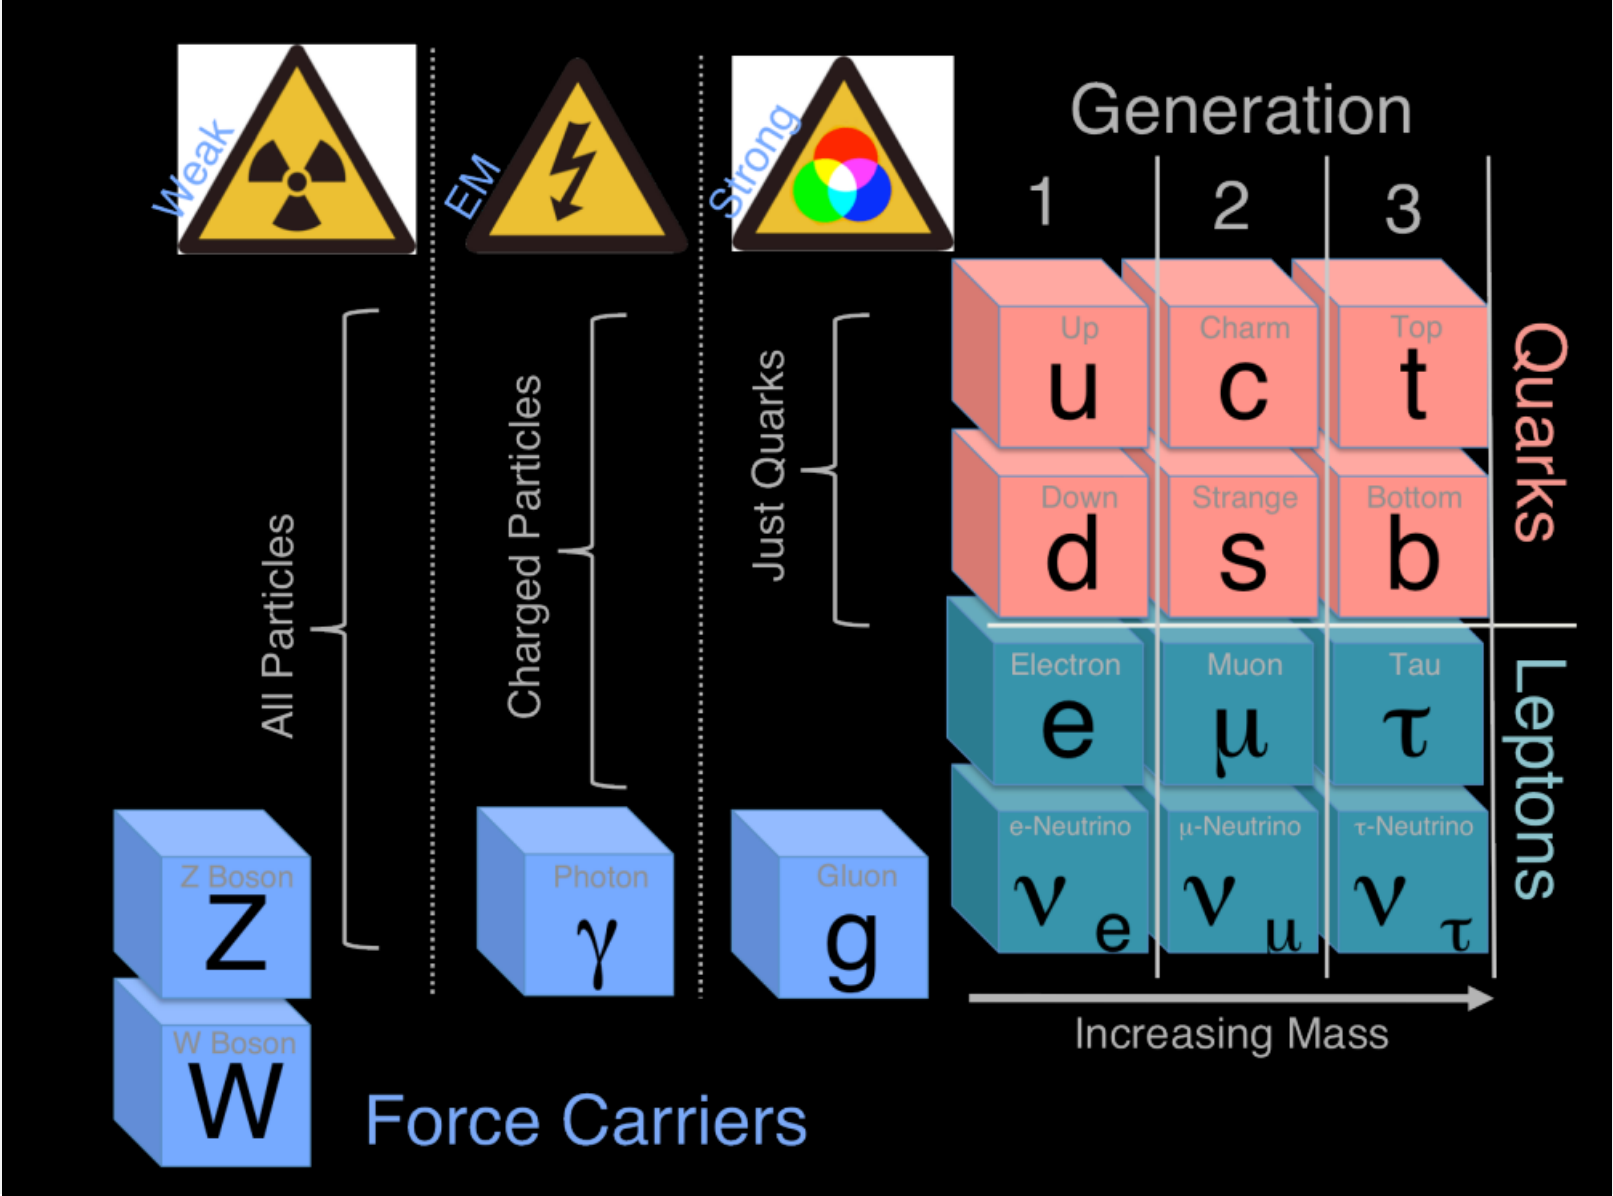 Weak
EM
Strong
Generation
1 2 3
All Particles
Charged Particles
Just Quarks
Up
u
Charm
c
Top
t
Down
d
Strange
s
Bottom
b
Quarks
Electron
e
Muon
μ
Tau
τ
e-Neutrino
ν e
μ-Neutrino
ν μ
τ-Neutrino
ν τ
Leptons
Increasing Mass
Z Boson
Z
Photon
γ
Gluon
g
W Boson
W
Force Carriers